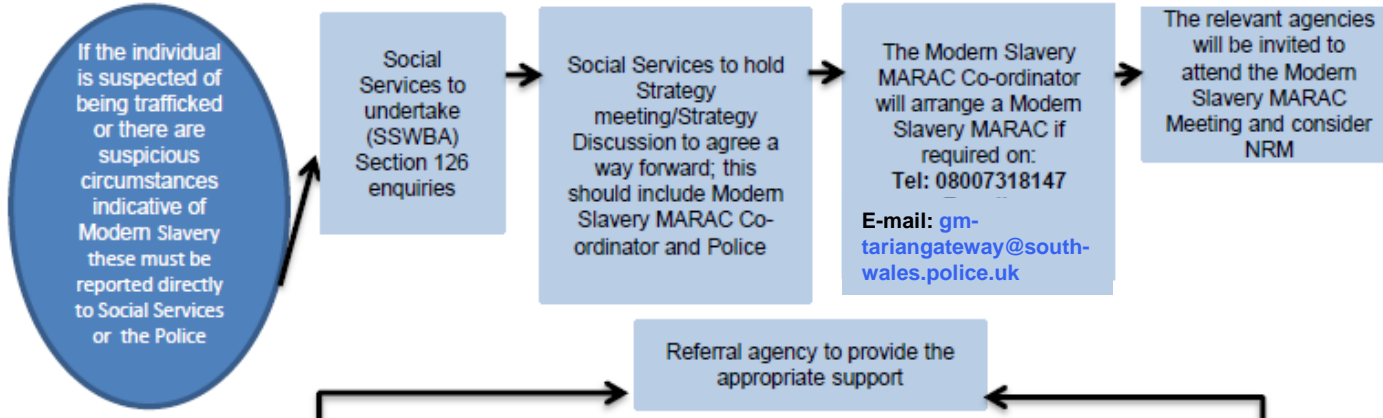 If the individual
is suspected of
being trafficked
or there are
suspicious
circumstances
indicative of
Modern Slavery
these must be
reported directly
to Social Services
or the Police
Social
Services to
undertake
(SSWBA)
Section 126
enquiries
Social Services to hold
Strategy
meeting/Strategy
Discussion to agree a
way forward; this
should include Modern
Slavery MARAC Co-
ordinator and Police
The Modern Slavery
MARAC Co-ordinator
will arrange a Modern
Slavery MARAC if
required on:
Tel: 08007318147
E-mail: gm-
tariangateway@south-
wales.police.uk
The relevant agencies
will be invited to
attend the Modern
Slavery MARAC
Meeting and consider
NRM
Referral agency to provide the
appropriate support